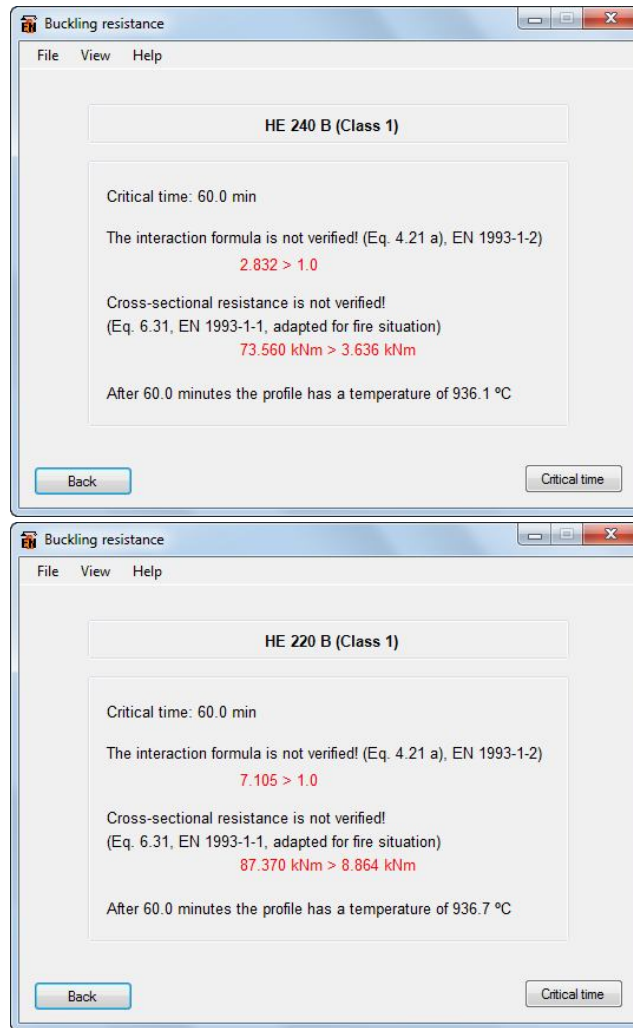 Buckling resistance
File View Help
HE 240 B (Class 1)
Critical time: 60.0 min
The interaction formula is not verified! (Eq. 4.21 a), EN 1993-1-2)
2.832 > 1.0
Cross-sectional resistance is not verified!
(Eq. 6.31, EN 1993-1-1, adapted for fire situation)
73.560 kNm > 3.636 kNm
After 60.0 minutes the profile has a temperature of 936.1 ºC
Back Critical time
Buckling resistance
File View Help
HE 220 B (Class 1)
Critical time: 60.0 min
The interaction formula is not verified! (Eq. 4.21 a), EN 1993-1-2)
7.105 > 1.0
Cross-sectional resistance is not verified!
(Eq. 6.31, EN 1993-1-1, adapted for fire situation)
87.370 kNm > 8.864 kNm
After 60.0 minutes the profile has a temperature of 936.7 ºC
Back Critical time